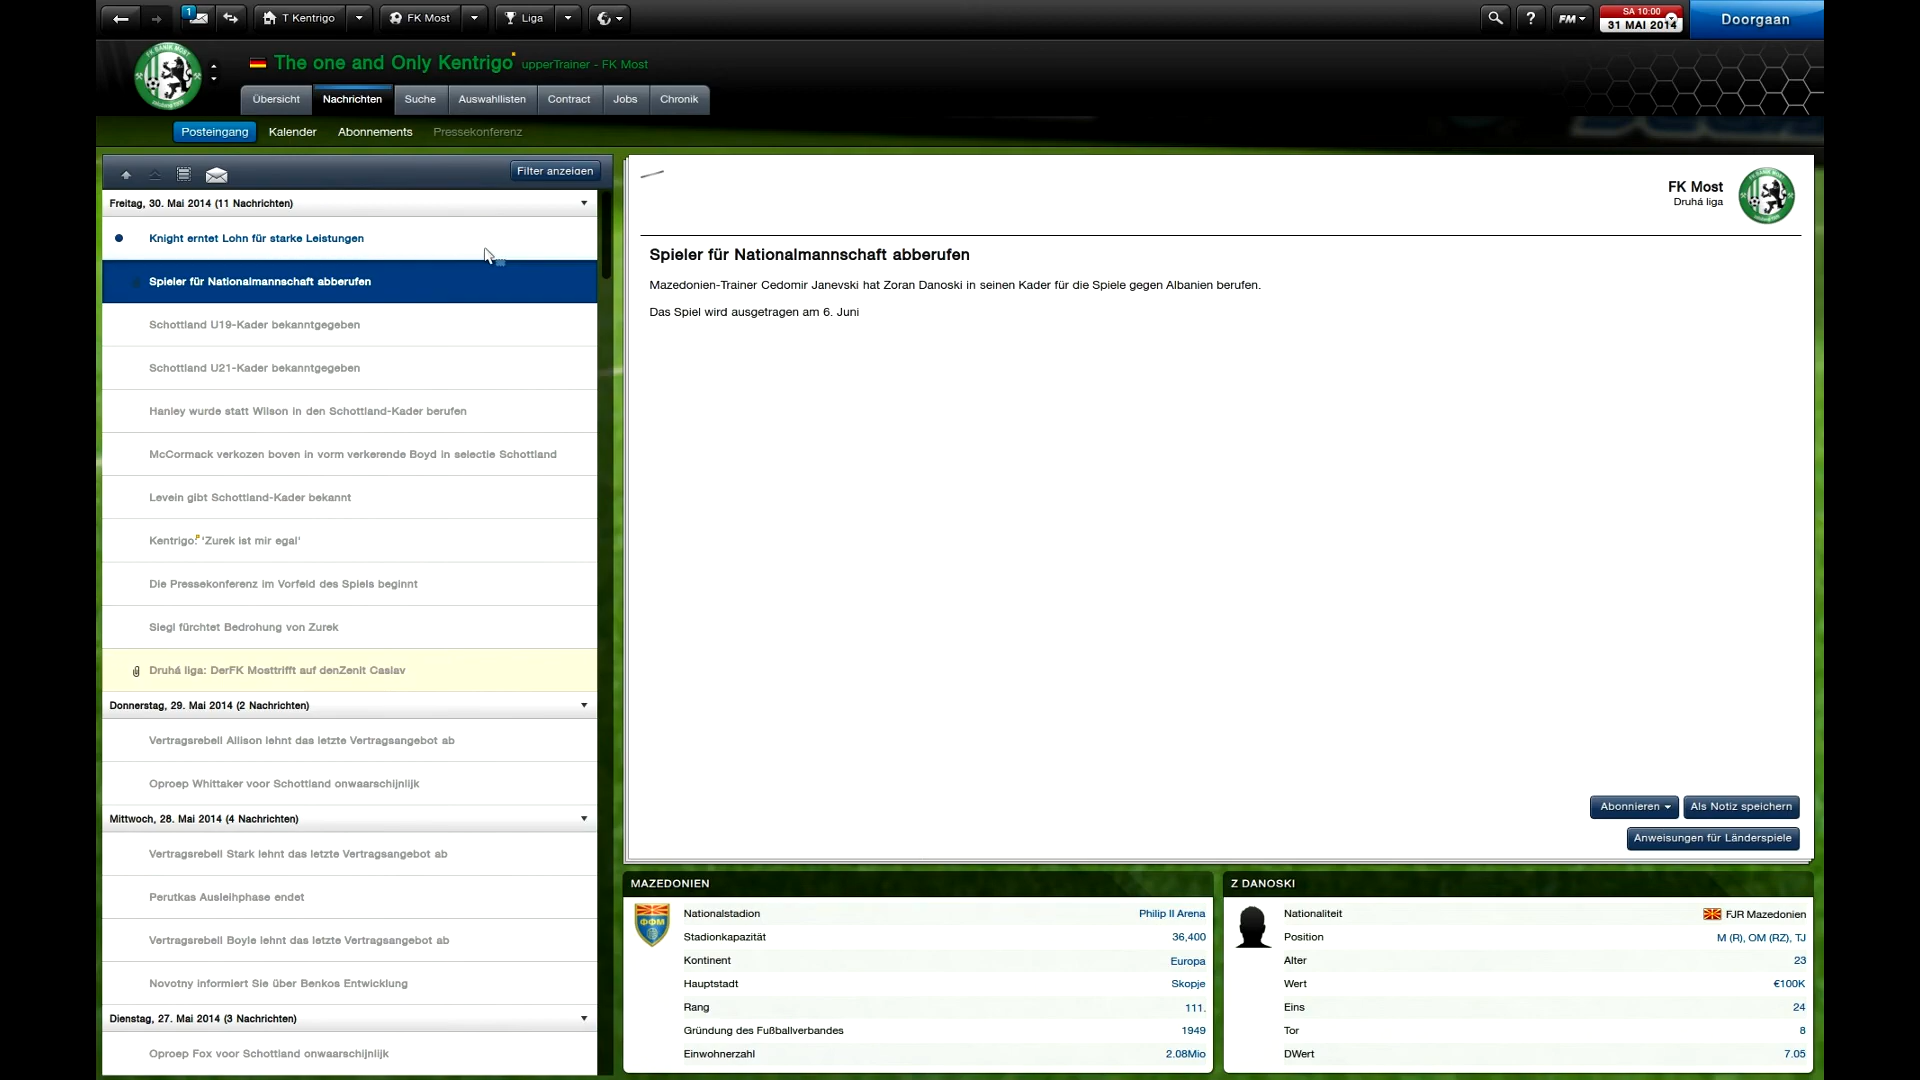 1
T Kentrigo
FK Most
Liga
?
FM
SA 10:00
31 MAI 2014
Doorgaan
The one and Only Kentrigo
upperTrainer - FK Most
Übersicht
Nachrichten
Suche
Auswahllisten
Contract
Jobs
Chronik
Posteingang
Kalender
Abonnements
Pressekonferenz
Filter anzeigen
Freitag, 30. Mai 2014 (11 Nachrichten)
Knight erntet Lohn für starke Leistungen
Spieler für Nationalmannschaft abberufen
Schottland U19-Kader bekanntgegeben
Schottland U21-Kader bekanntgegeben
Hanley wurde statt Wilson in den Schottland-Kader berufen
McCormack verkozen boven in vorm verkerende Boyd in selectie Schottland
Levein gibt Schottland-Kader bekannt
Kentrigo: 'Zurek ist mir egal'
Die Pressekonferenz im Vorfeld des Spiels beginnt
Siegl fürchtet Bedrohung von Zurek
Druhá liga: DerFK Mosttrifft auf denZenit Caslav
Donnerstag, 29. Mai 2014 (2 Nachrichten)
Vertragsrebell Allison lehnt das letzte Vertragsangebot ab
Oproep Whittaker voor Schottland onwaarschijnlijk
Mittwoch, 28. Mai 2014 (4 Nachrichten)
Vertragsrebell Stark lehnt das letzte Vertragsangebot ab
Perutkas Ausleihphase endet
Vertragsrebell Boyle lehnt das letzte Vertragsangebot ab
Novotny informiert Sie über Benkos Entwicklung
Dienstag, 27. Mai 2014 (3 Nachrichten)
Oproep Fox voor Schottland onwaarschijnlijk
FK Most
Druhá liga
Spieler für Nationalmannschaft abberufen
Mazedonien-Trainer Cedomir Janevski hat Zoran Danoski in seinen Kader für die Spiele gegen Albanien berufen.
Das Spiel wird ausgetragen am 6. Juni
Abonnieren
Als Notiz speichern
Anweisungen für Länderspiele
MAZEDONIEN
Nationalstadion Philip II Arena
Stadionkapazität 36,400
Kontinent Europa
Hauptstadt Skopje
Rang 111.
Gründung des Fußballverbandes 1949
Einwohnerzahl 2.08Mio
Z DANOSKI
Nationaliteit FJR Mazedonien
Position M (R), OM (RZ), TJ
Alter 23
Wert €100K
Eins 24
Tor 8
DWert 7.05